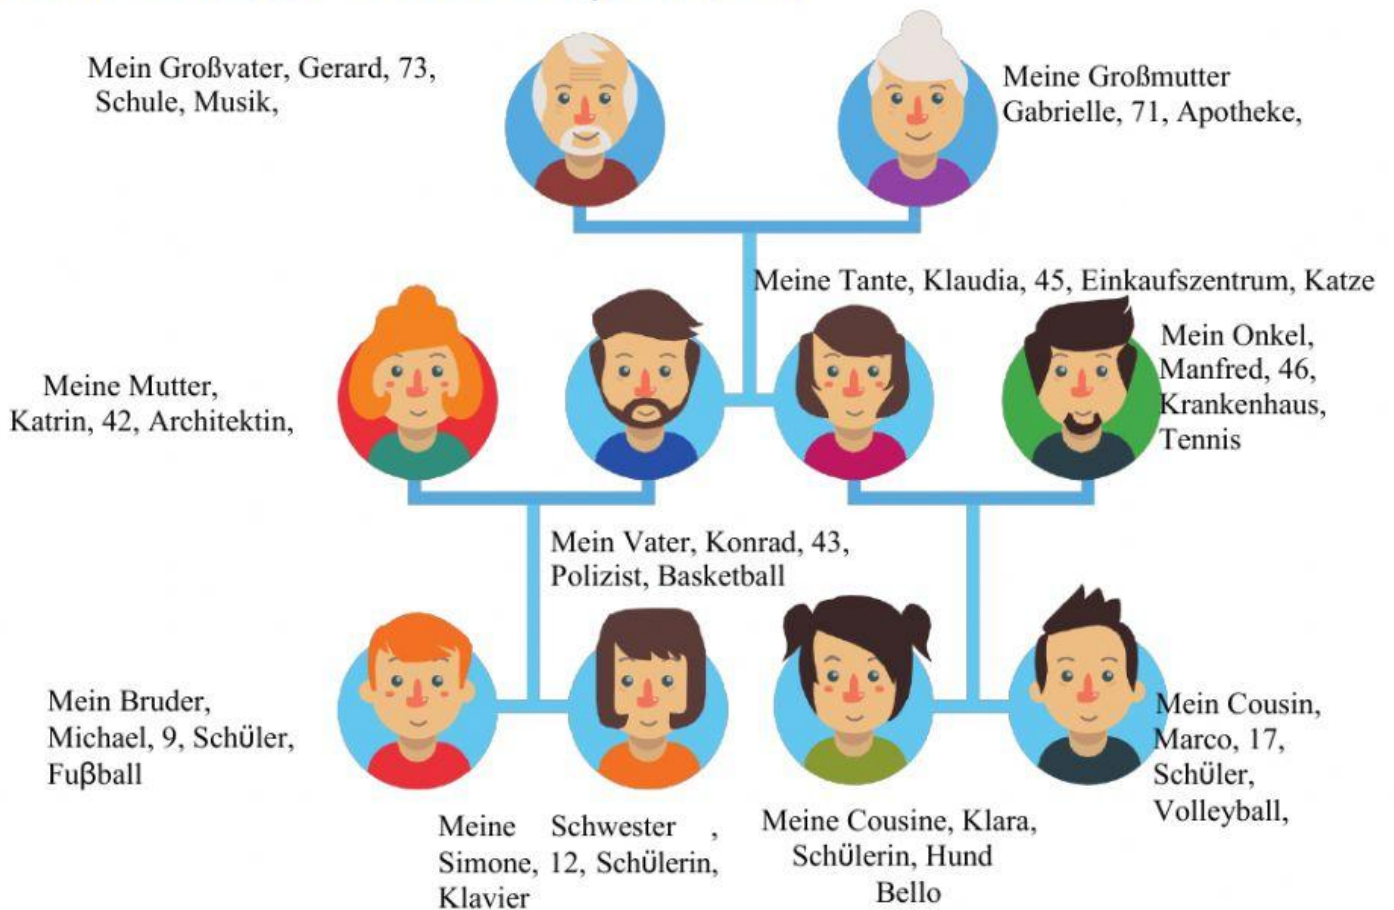 Mein Großvater, Gerard, 73,
Schule, Musik,
Meine Großmutter
Gabrielle, 71, Apotheke,
Meine Tante, Klaudia, 45, Einkaufszentrum, Katze
Mein Onkel,
Manfred, 46,
Krankenhaus,
Tennis
Meine Mutter,
Katrin, 42, Architektin,
Mein Vater, Konrad, 43,
Polizist, Basketball
Mein Bruder,
Michael, 9, Schüler,
Fuβball
Meine Schwester ,
Simone, 12, Schülerin,
Klavier
Meine Cousine, Klara,
Schülerin, Hund
Bello
Mein Cousin,
Marco, 17,
Schüler,
Volleyball,